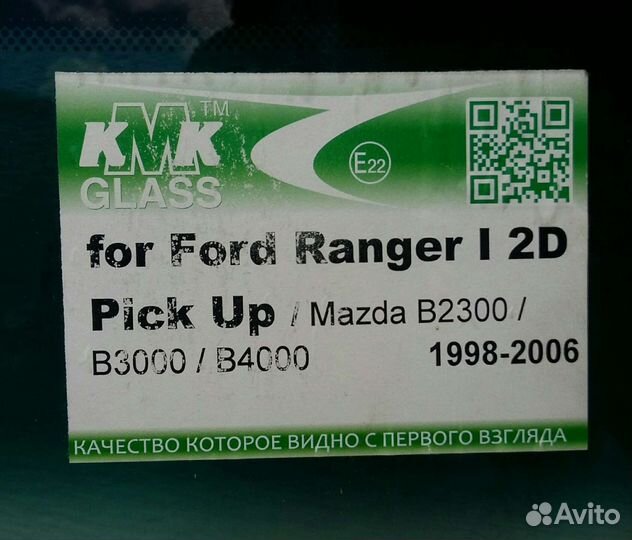 KMK™
GLASS
E22
for Ford Ranger I 2D
Pick Up / Mazda B2300 /
B3000 / B4000 1998-2006
КАЧЕСТВО КОТОРОЕ ВИДНО С ПЕРВОГО ВЗГЛЯДА
Avito